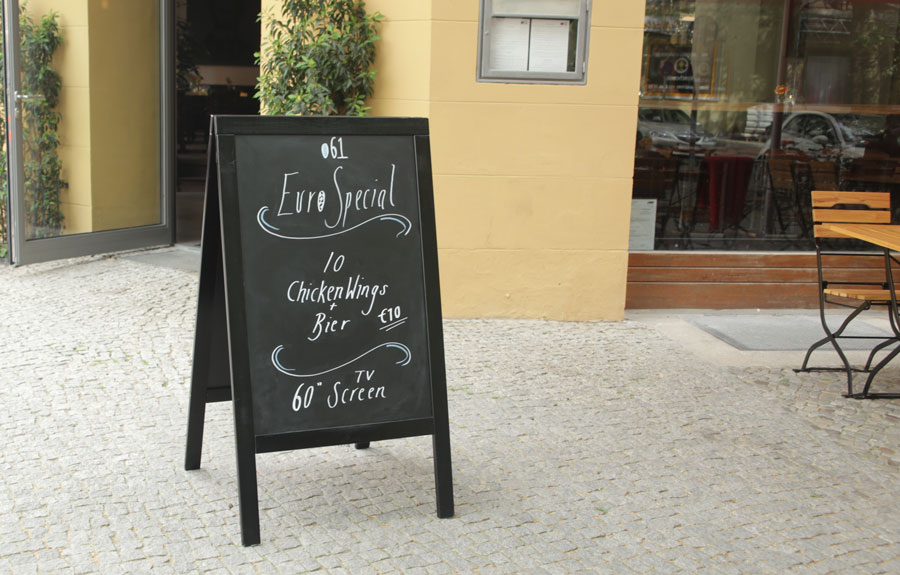 061
Euro Special
10
Chicken Wings
+
Bier €10
TV
60" Screen